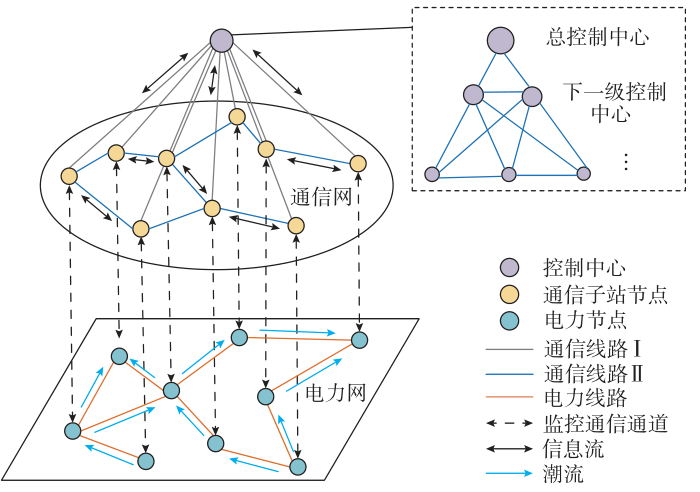 总控制中心
下一级控制
中心
⋮
通信网
电力网
控制中心
通信子站节点
电力节点
通信线路Ⅰ
通信线路Ⅱ
电力线路
监控通信通道
信息流
潮流